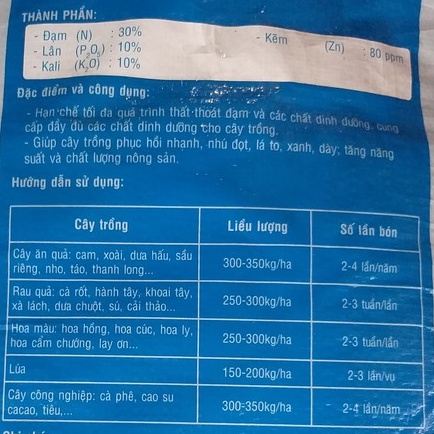 THÀNH PHẦN:
- Đạm (N) : 30% - Kẽm (Zn) : 80 ppm
- Lân (P₂O₅) : 10%
- Kali (K₂O) : 10%
Đặc điểm và công dụng:
- Hạn chế tối đa quá trình thất thoát đạm và các chất dinh dưỡng, cung
cấp đầy đủ các chất dinh dưỡng cho cây trồng.
- Giúp cây trồng phục hồi nhanh, nhú đọt, lá to, xanh, dày; tăng năng
suất và chất lượng nông sản.
Hướng dẫn sử dụng:
Cây trồng Liều lượng Số lần bón
Cây ăn quả: cam, xoài, dưa hấu, sầu
riêng, nho, táo, thanh long... 300-350kg/ha 2-4 lần/năm
Rau quả: cà rốt, hành tây, khoai tây,
xà lách, dưa chuột, sú, cải thảo... 250-300kg/ha 2-3 tuần/lần
Hoa màu: hoa hồng, hoa cúc, hoa ly,
hoa cẩm chướng, lay ơn... 250-300kg/ha 2-3 tuần/lần
Lúa 150-200kg/ha 2-3 lần/vụ
Cây công nghiệp: cà phê, cao su
cacao, tiêu,... 300-350kg/ha 2-4 lần/năm